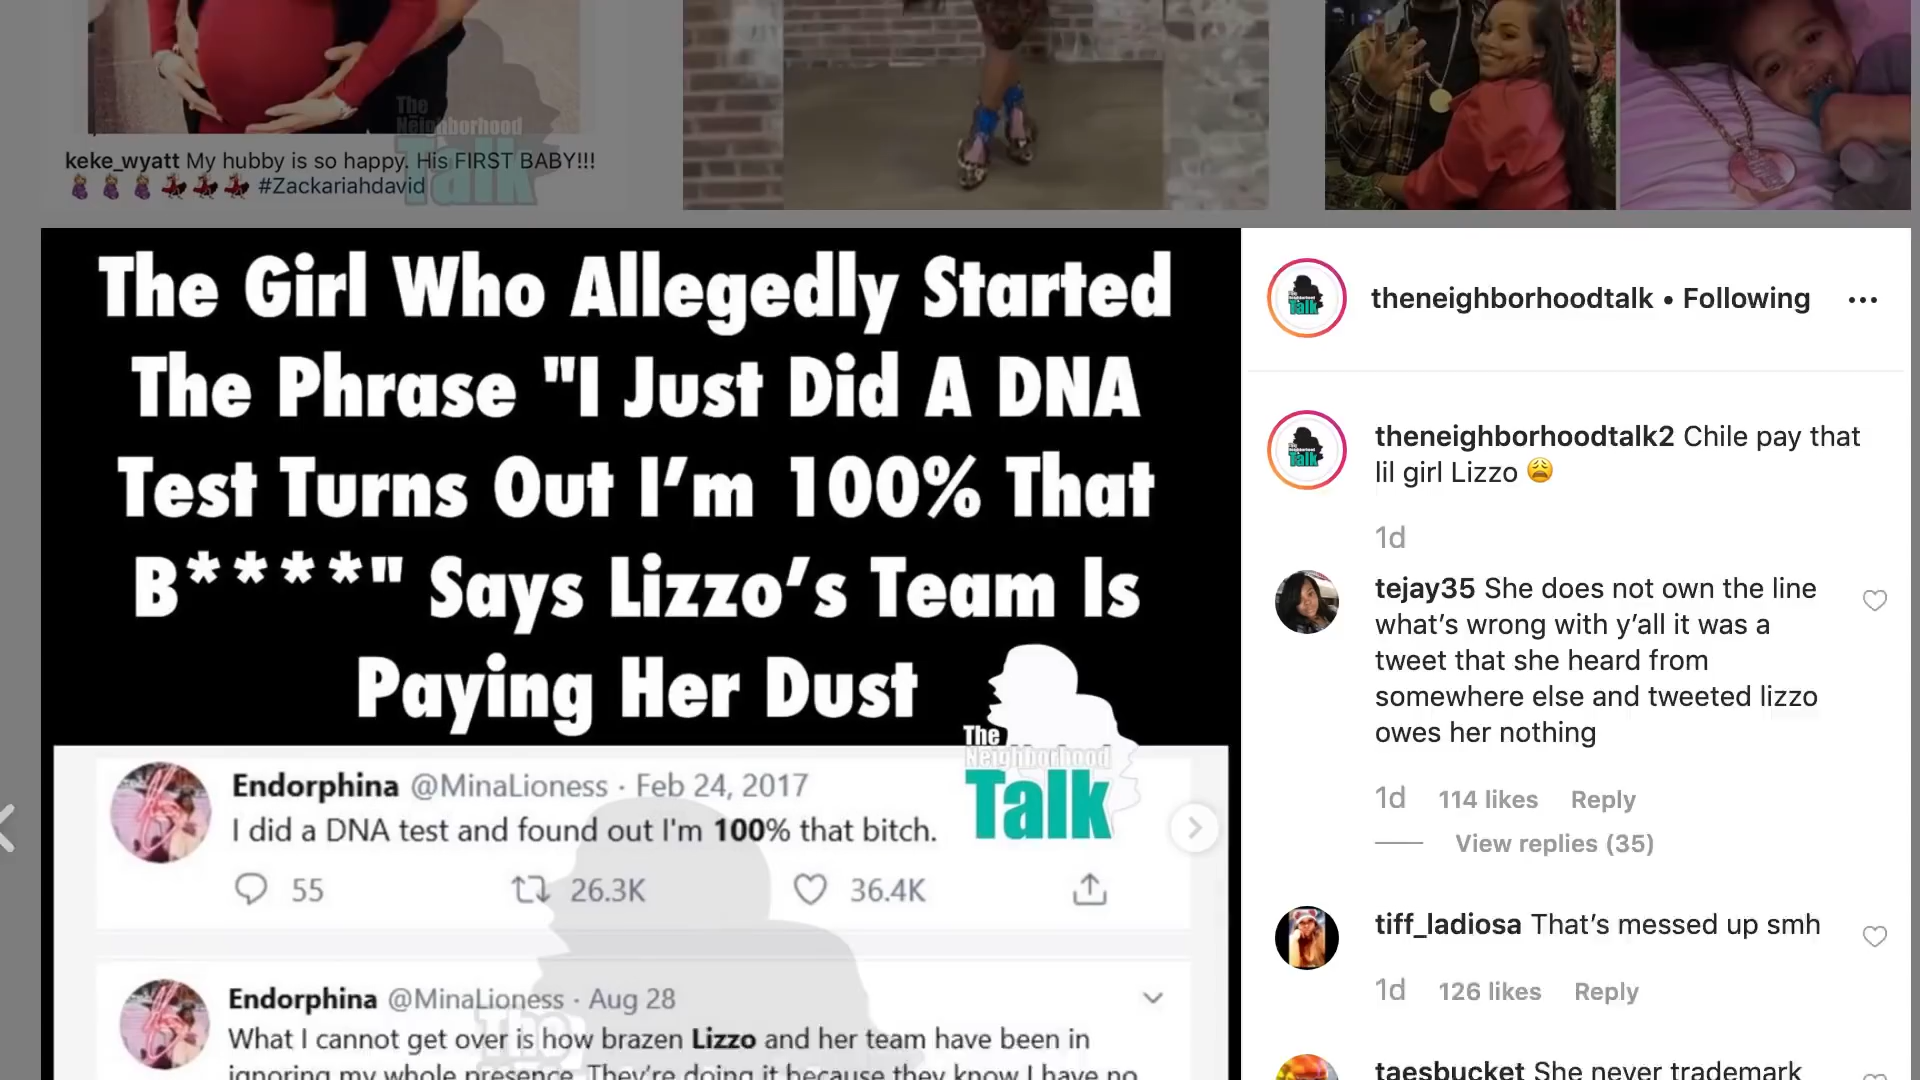 The
Neighborhood
Talk
keke_wyatt My hubby is so happy. His FIRST BABY!!!
#Zackariahdavid
The Girl Who Allegedly Started
The Phrase "I Just Did A DNA
Test Turns Out I'm 100% That
B****" Says Lizzo's Team Is
Paying Her Dust
The
Neighborhood
Talk
Endorphina @MinaLioness · Feb 24, 2017
I did a DNA test and found out I'm 100% that bitch.
55 26.3K 36.4K
Endorphina @MinaLioness · Aug 28
What I cannot get over is how brazen Lizzo and her team have been in
ignoring my whole presence. They're doing it because they know I have no
theneighborhoodtalk • Following
theneighborhoodtalk2 Chile pay that
lil girl Lizzo 😩
1d
tejay35 She does not own the line
what's wrong with y'all it was a
tweet that she heard from
somewhere else and tweeted lizzo
owes her nothing
1d 114 likes Reply
View replies (35)
tiff_ladiosa That's messed up smh
1d 126 likes Reply
taesbucket She never trademark